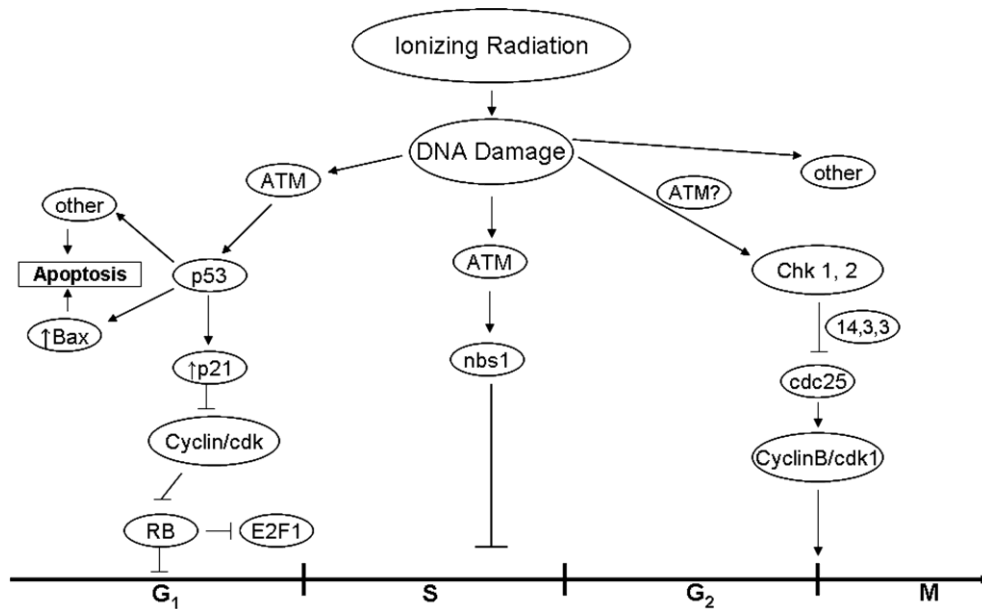 Ionizing Radiation
DNA Damage
other
ATM
ATM?
other
ATM
Chk 1, 2
Apoptosis
p53
14,3,3
↑Bax
nbs1
↑p21
cdc25
Cyclin/cdk
CyclinB/cdk1
RB
E2F1
G₁
S
G₂
M